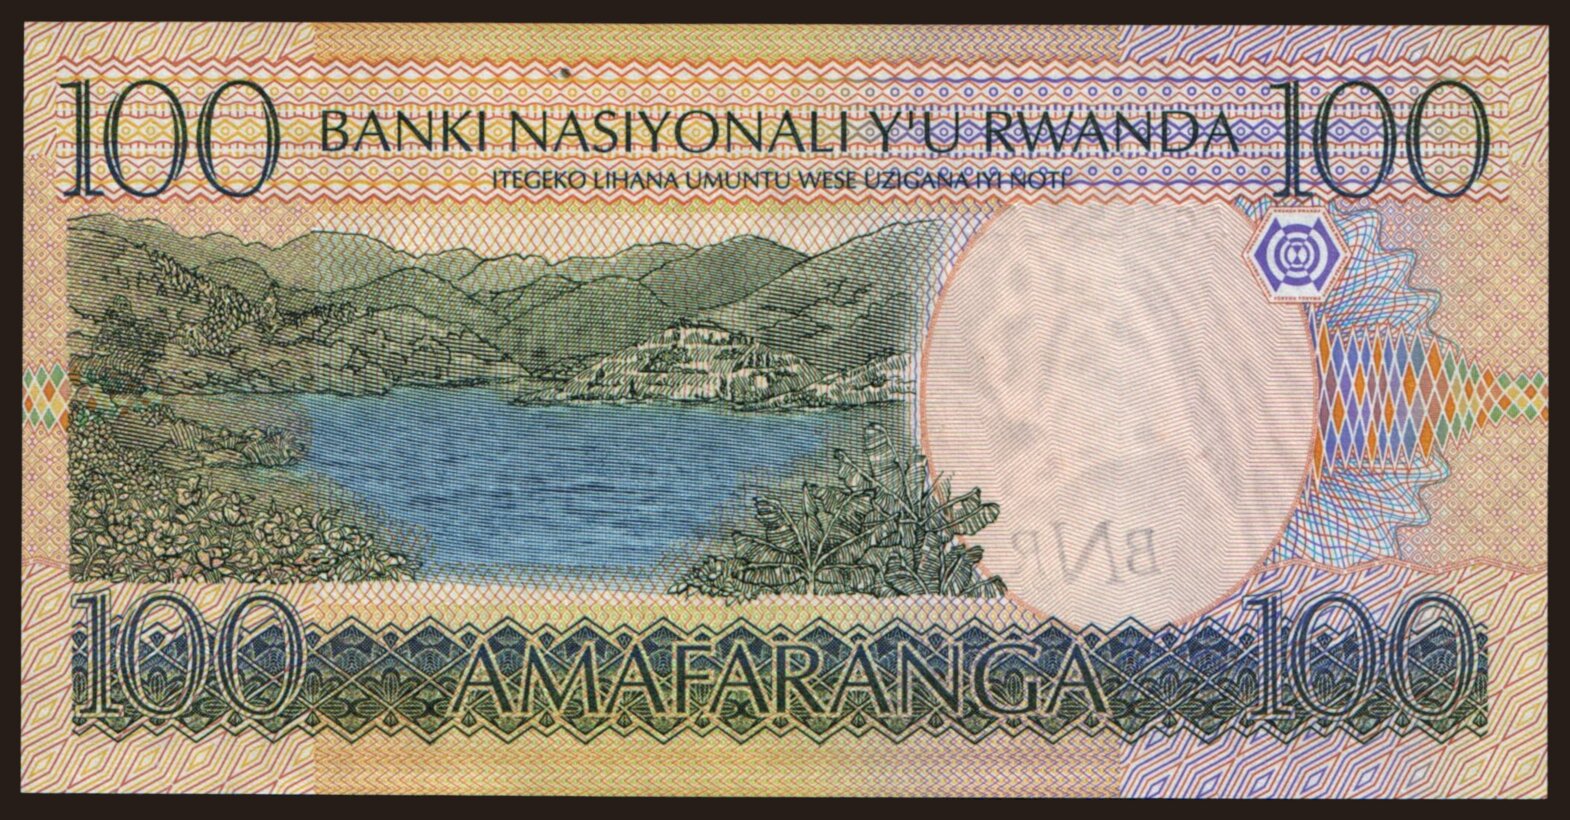 100 BANKI NASIYONALI Y'U RWANDA 100
ITEGEKO LIHANA UMUNTU WESE UZIGANA IYI NOTI
100 AMAFARANGA 100